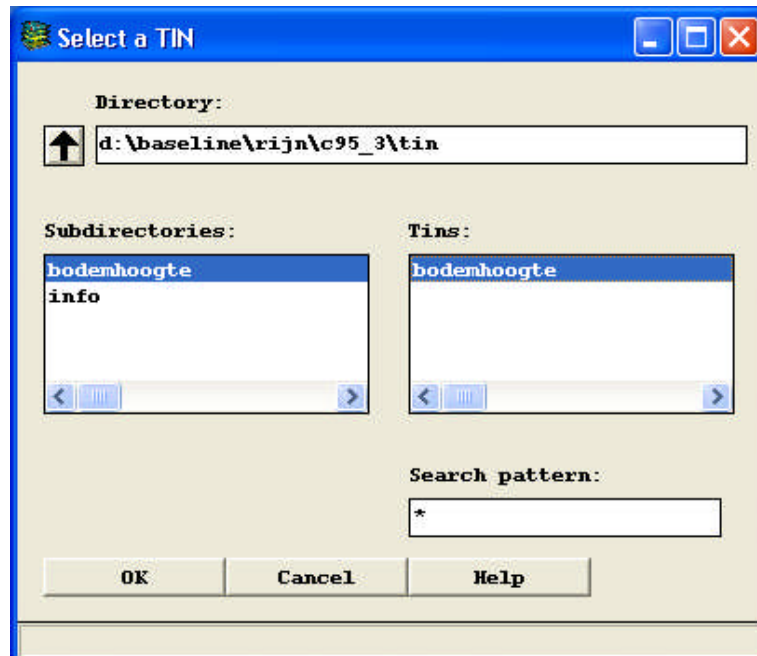 Select a TIN
Directory:
d:\baseline\rijn\c95_3\tin
Subdirectories:
bodemhoogte
info
Tins:
bodemhoogte
Search pattern:
*
OK
Cancel
Help